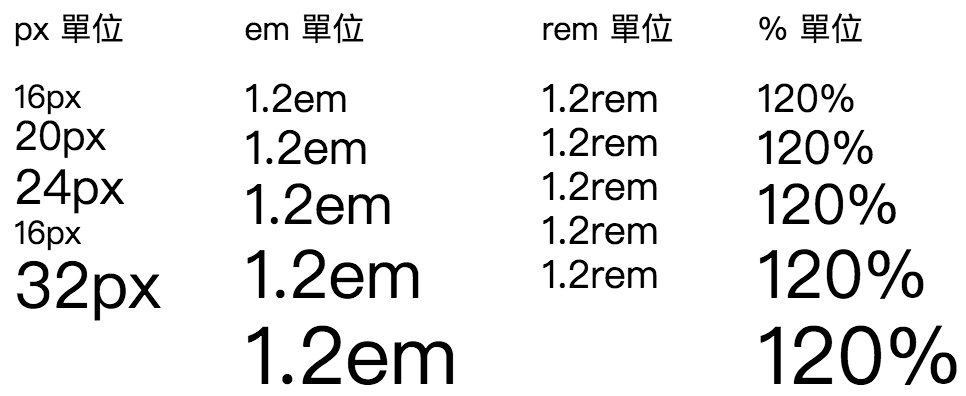 px 單位
16px
20px
24px
16px
32px
em 單位
1.2em
1.2em
1.2em
1.2em
1.2em
rem 單位
1.2rem
1.2rem
1.2rem
1.2rem
1.2rem
% 單位
120%
120%
120%
120%
120%